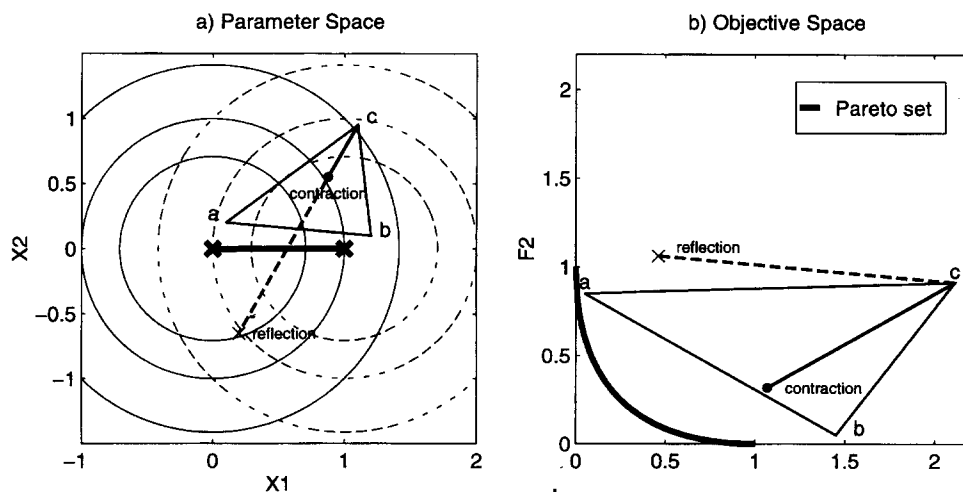 a) Parameter Space
1
0.5
0
−0.5
−1
−1
0
1
2
X2
X1
a
b
c
contraction
reflection
b) Objective Space
2
1.5
1
0.5
0
0
0.5
1
1.5
2
F2
Pareto set
reflection
a
b
c
contraction